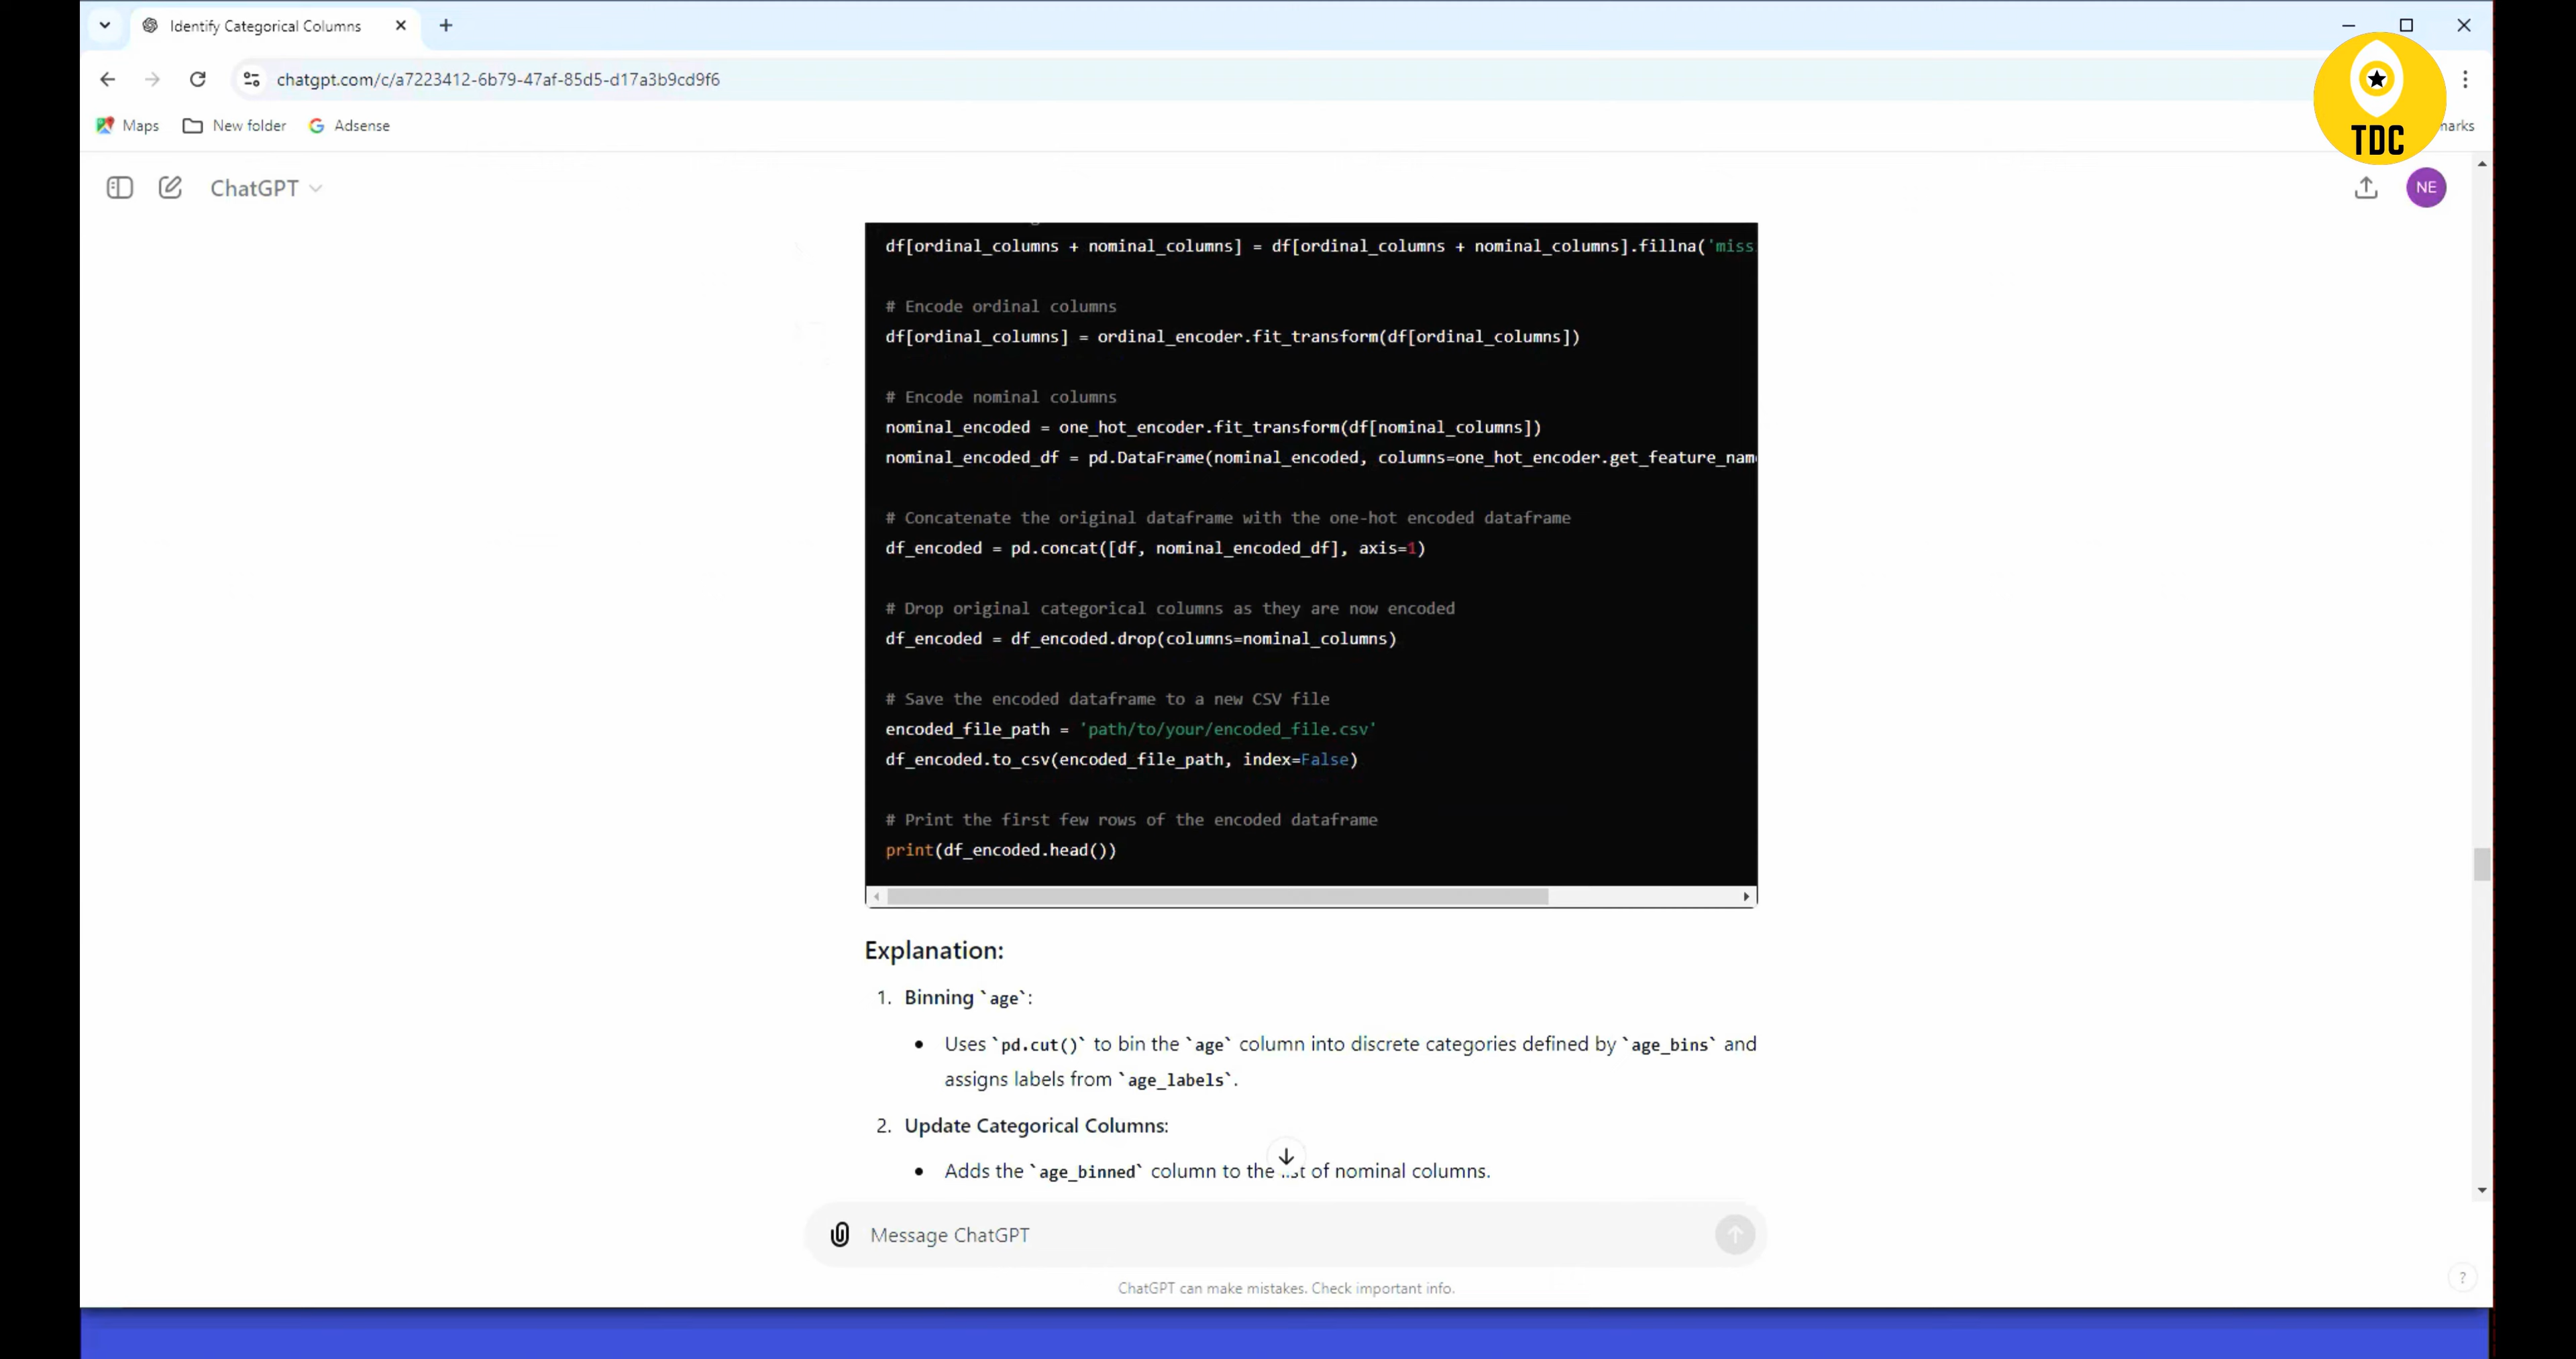 Identify Categorical Columns
chatgpt.com/c/a7223412-6b79-47af-85d5-d17a3b9cd9f6
Maps New folder Adsense
TDC
ChatGPT
NE
df[ordinal_columns + nominal_columns] = df[ordinal_columns + nominal_columns].fillna('miss
# Encode ordinal columns
df[ordinal_columns] = ordinal_encoder.fit_transform(df[ordinal_columns])
# Encode nominal columns
nominal_encoded = one_hot_encoder.fit_transform(df[nominal_columns])
nominal_encoded_df = pd.DataFrame(nominal_encoded, columns=one_hot_encoder.get_feature_nam
# Concatenate the original dataframe with the one-hot encoded dataframe
df_encoded = pd.concat([df, nominal_encoded_df], axis=1)
# Drop original categorical columns as they are now encoded
df_encoded = df_encoded.drop(columns=nominal_columns)
# Save the encoded dataframe to a new CSV file
encoded_file_path = 'path/to/your/encoded_file.csv'
df_encoded.to_csv(encoded_file_path, index=False)
# Print the first few rows of the encoded dataframe
print(df_encoded.head())
Explanation:
1. Binning `age`:
• Uses `pd.cut()` to bin the `age` column into discrete categories defined by `age_bins` and
assigns labels from `age_labels`.
2. Update Categorical Columns:
• Adds the `age_binned` column to the of nominal columns.
Message ChatGPT
ChatGPT can make mistakes. Check important info.
?